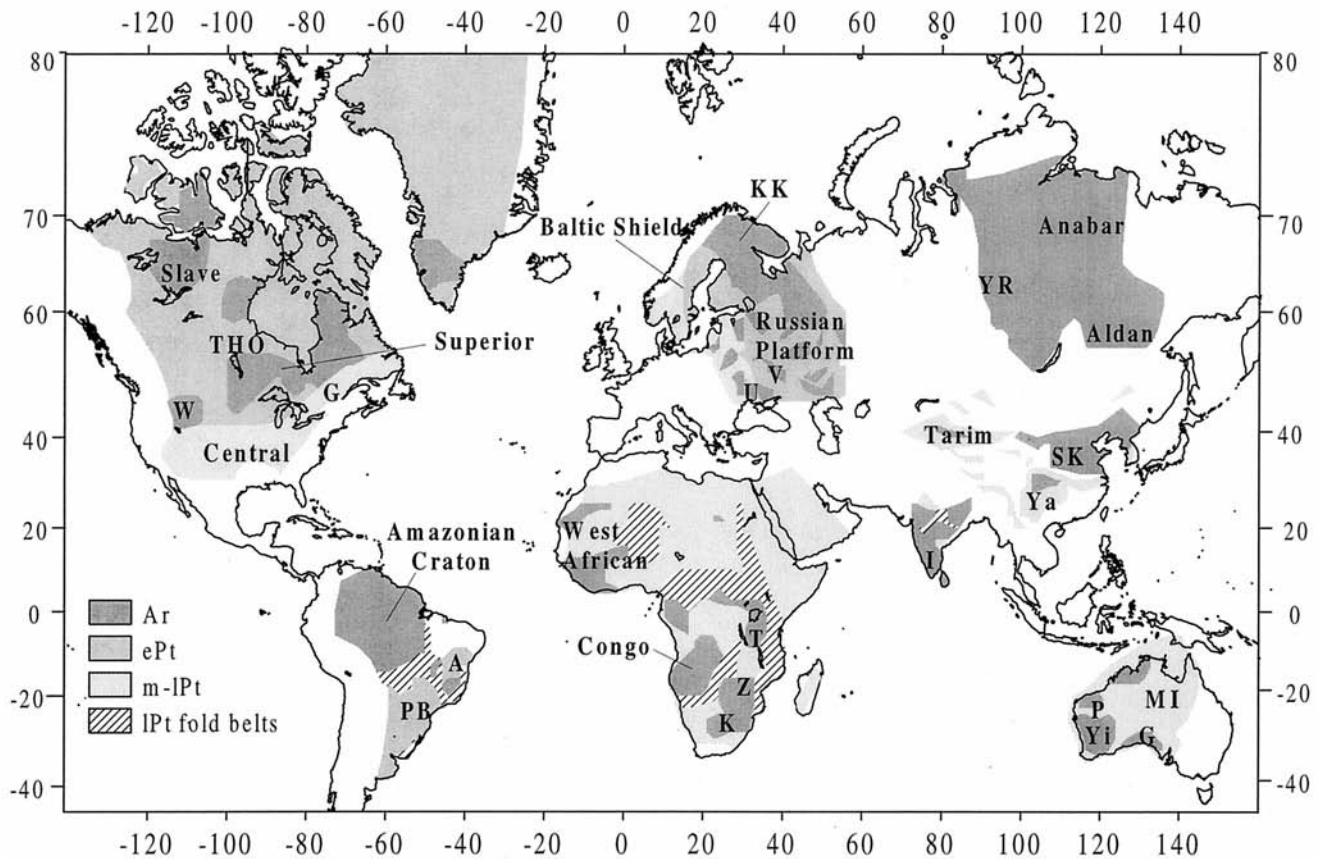 -120 -100 -80 -60 -40 -20 0 20 40 60 80 100 120 140
80 80
KK
70 70
Baltic Shield
Anabar
Slave
YR
60 60
Russian
Platform
Aldan
THO
Superior
V
G
U
W
40 Tarim 40
Central
SK
Ya
20 20
Amazonian
Craton
West
African
I
Ar
0 0
ePt
T
Congo
A
m-lPt
-20 Z MI -20
PB
P
lPt fold belts
K
Yi G
-40 -40
-120 -100 -80 -60 -40 -20 0 20 40 60 80 100 120 140